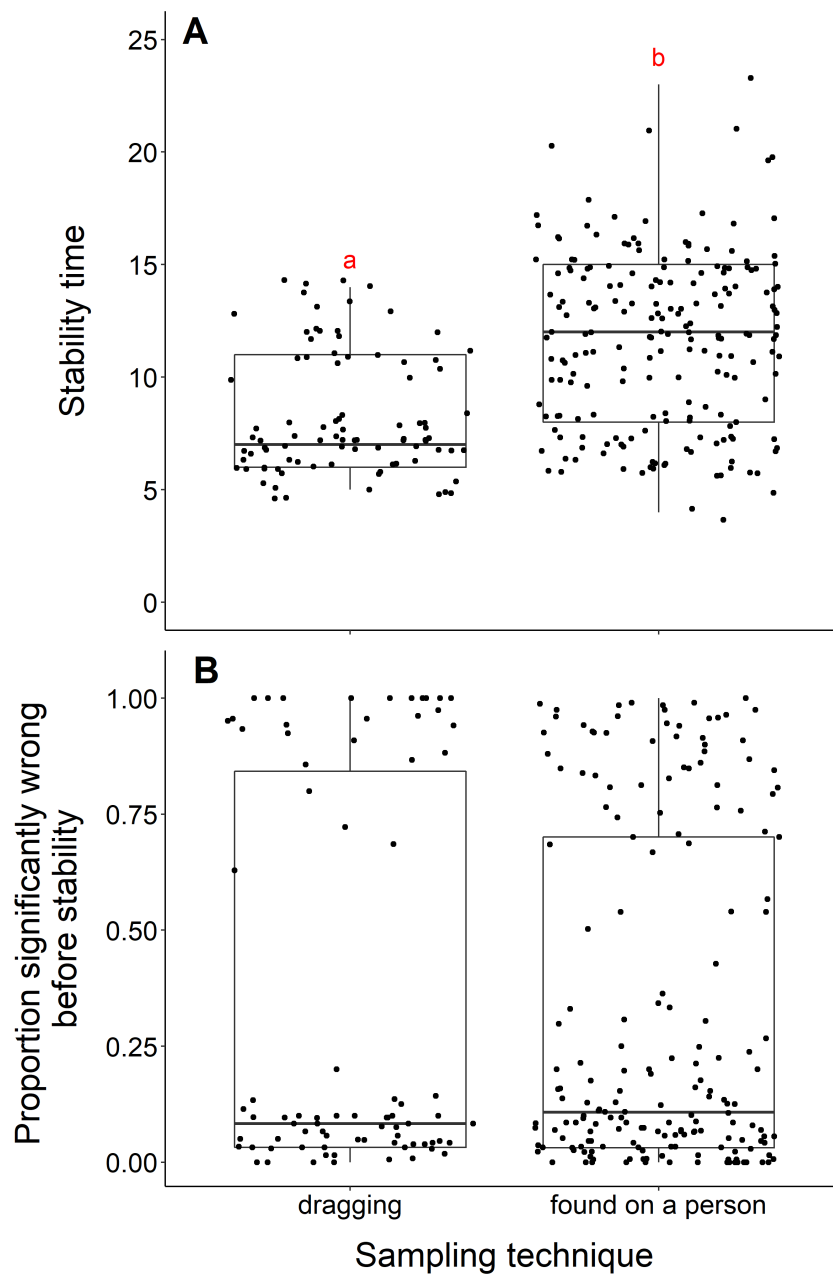 A
a
b
Stability time
25
20
15
10
5
0
B
Proportion significantly wrong
before stability
1.00
0.75
0.50
0.25
0.00
dragging
found on a person
Sampling technique